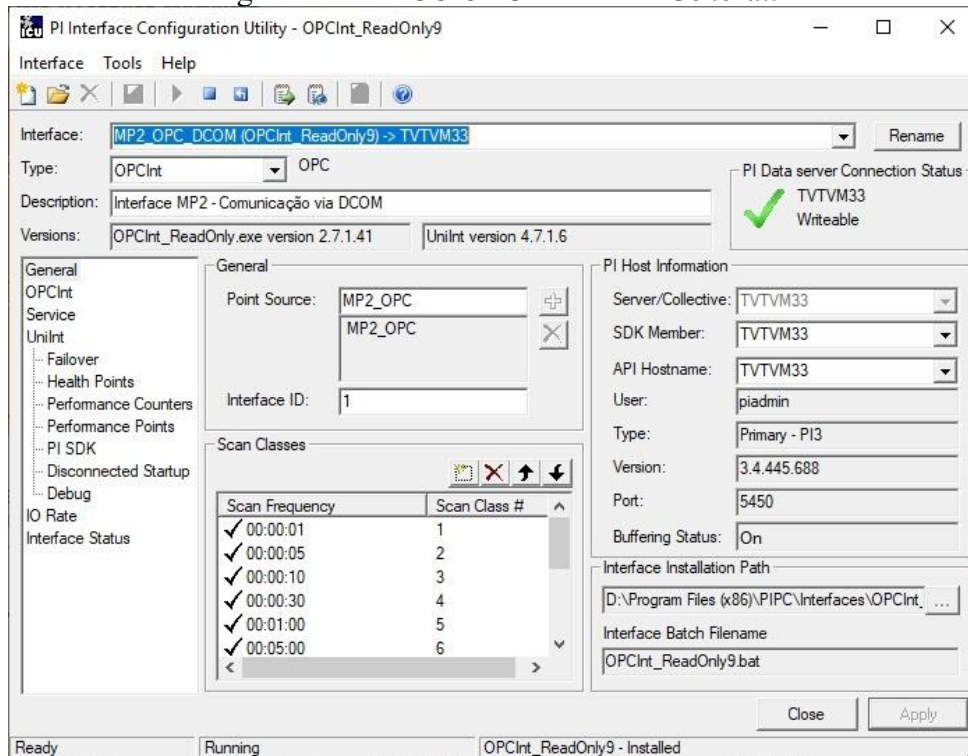 PI Interface Configuration Utility - OPCInt_ReadOnly9
Interface Tools Help
Interface: MP2_OPC_DCOM (OPCInt_ReadOnly9) -> TVTVM33 Rename
Type: OPCInt OPC
Description: Interface MP2 - Comunicação via DCOM
Versions: OPCInt_ReadOnly.exe version 2.7.1.41 UniInt version 4.7.1.6
PI Data server Connection Status
TVTVM33
Writeable
General
OPCInt
Service
UniInt
Failover
Health Points
Performance Counters
Performance Points
PI SDK
Disconnected Startup
Debug
IO Rate
Interface Status
General
Point Source: MP2_OPC
MP2_OPC
Interface ID: 1
Scan Classes
Scan Frequency Scan Class #
00:00:01 1
00:00:05 2
00:00:10 3
00:00:30 4
00:01:00 5
00:05:00 6
PI Host Information
Server/Collective: TVTVM33
SDK Member: TVTVM33
API Hostname: TVTVM33
User: piadmin
Type: Primary - PI3
Version: 3.4.445.688
Port: 5450
Buffering Status: On
Interface Installation Path
D:\Program Files (x86)\PIPC\Interfaces\OPCInt_ ...
Interface Batch Filename
OPCInt_ReadOnly9.bat
Close Apply
Ready Running OPCInt_ReadOnly9 - Installed